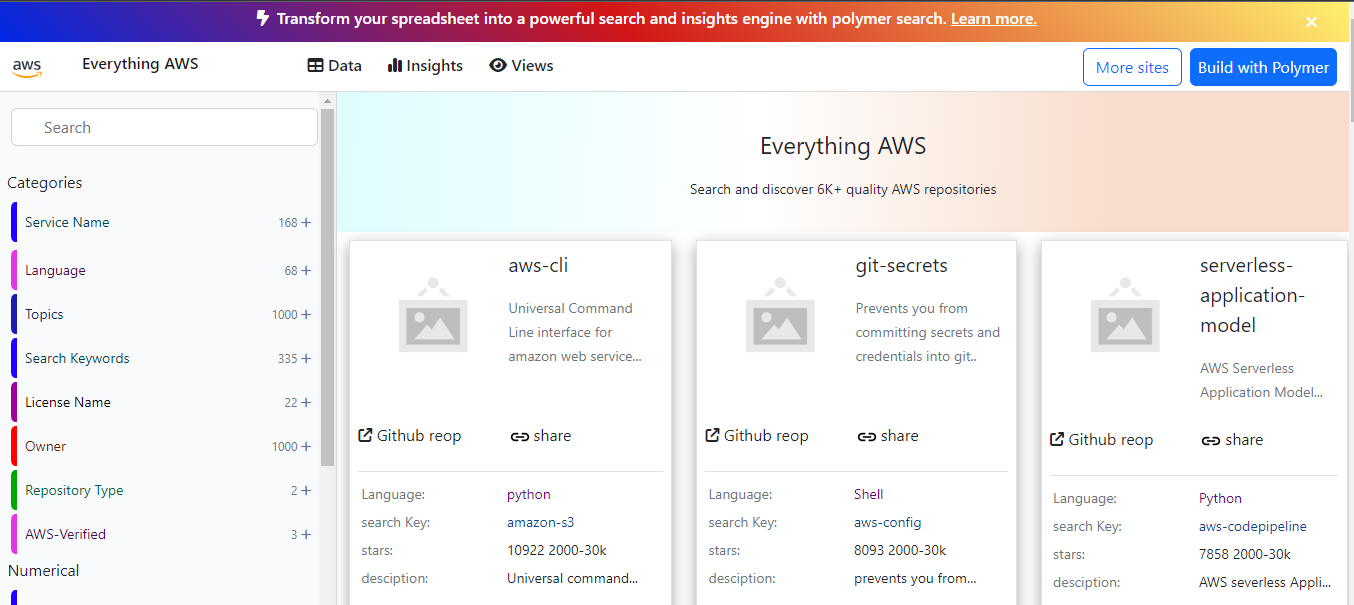 Transform your spreadsheet into a powerful search and insights engine with polymer search. Learn more.
aws
Everything AWS
Data
Insights
Views
More sites
Build with Polymer
Search
Categories
Service Name 168
Language 68
Topics 1000
Search Keywords 335
License Name 22
Owner 1000
Repository Type 2
AWS-Verified 3
Numerical
Everything AWS
Search and discover 6K+ quality AWS repositories
aws-cli
Universal Command
Line interface for
amazon web service...
Github reop
share
Language: python
search Key: amazon-s3
stars: 10922 2000-30k
desciption: Universal command...
git-secrets
Prevents you from
committing secrets and
credentials into git..
Github reop
share
Language: Shell
search Key: aws-config
stars: 8093 2000-30k
desciption: prevents you from...
serverless-
application-
model
AWS Serverless
Application Model...
Github reop
share
Language: Python
search Key: aws-codepipeline
stars: 7858 2000-30k
desciption: AWS severless Appli...